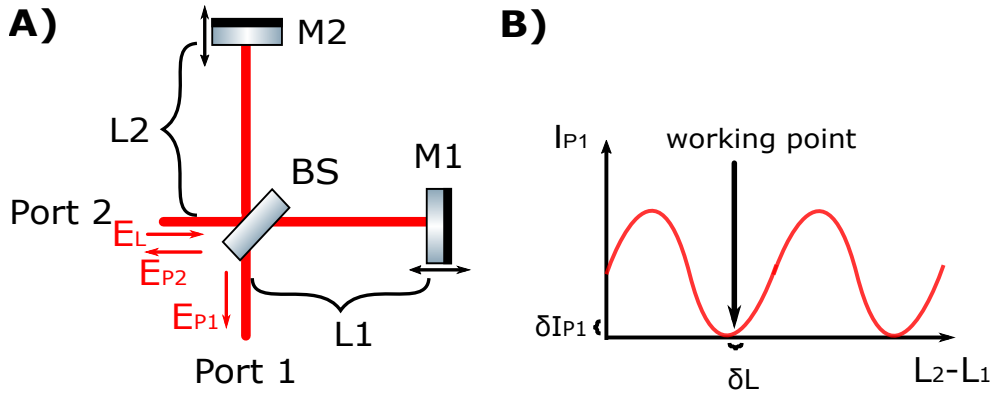 A)
M2
L2
M1
BS
Port 2
EL
EP2
EP1
L1
Port 1
B)
IP1
working point
δIP1
δL
L2-L1